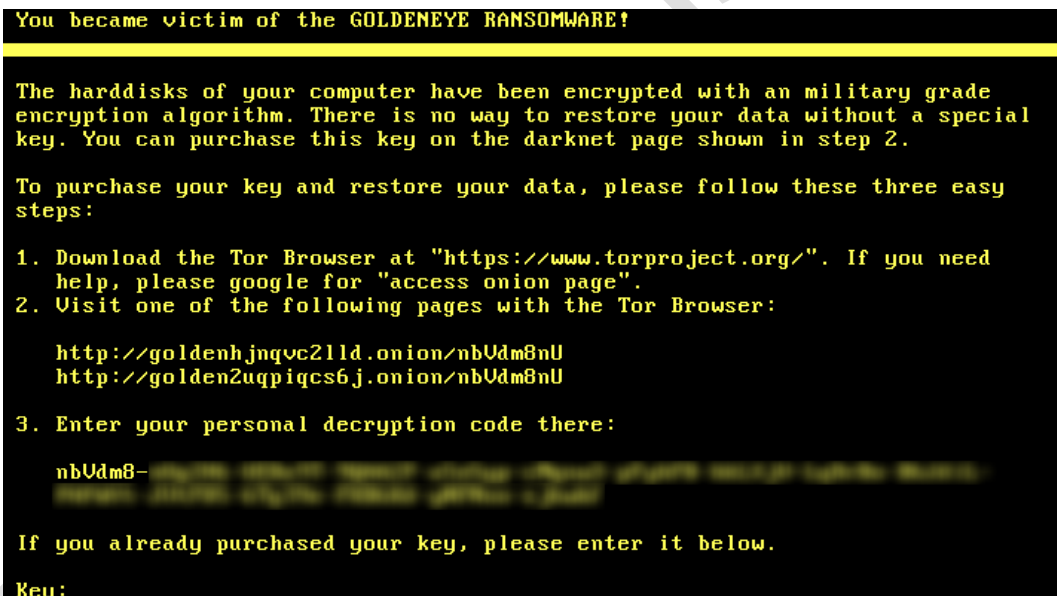 You became victim of the GOLDENEYE RANSOMWARE!
The harddisks of your computer have been encrypted with an military grade
encryption algorithm. There is no way to restore your data without a special
key. You can purchase this key on the darknet page shown in step 2.
To purchase your key and restore your data, please follow these three easy
steps:
1. Download the Tor Browser at "https://www.torproject.org/". If you need
help, please google for "access onion page".
2. Visit one of the following pages with the Tor Browser:
http://goldenhjnqvc2lld.onion/nbVdm8nU
http://golden2uqpiqcs6j.onion/nbVdm8nU
3. Enter your personal decryption code there:
nbVdm8-
If you already purchased your key, please enter it below.
Key: